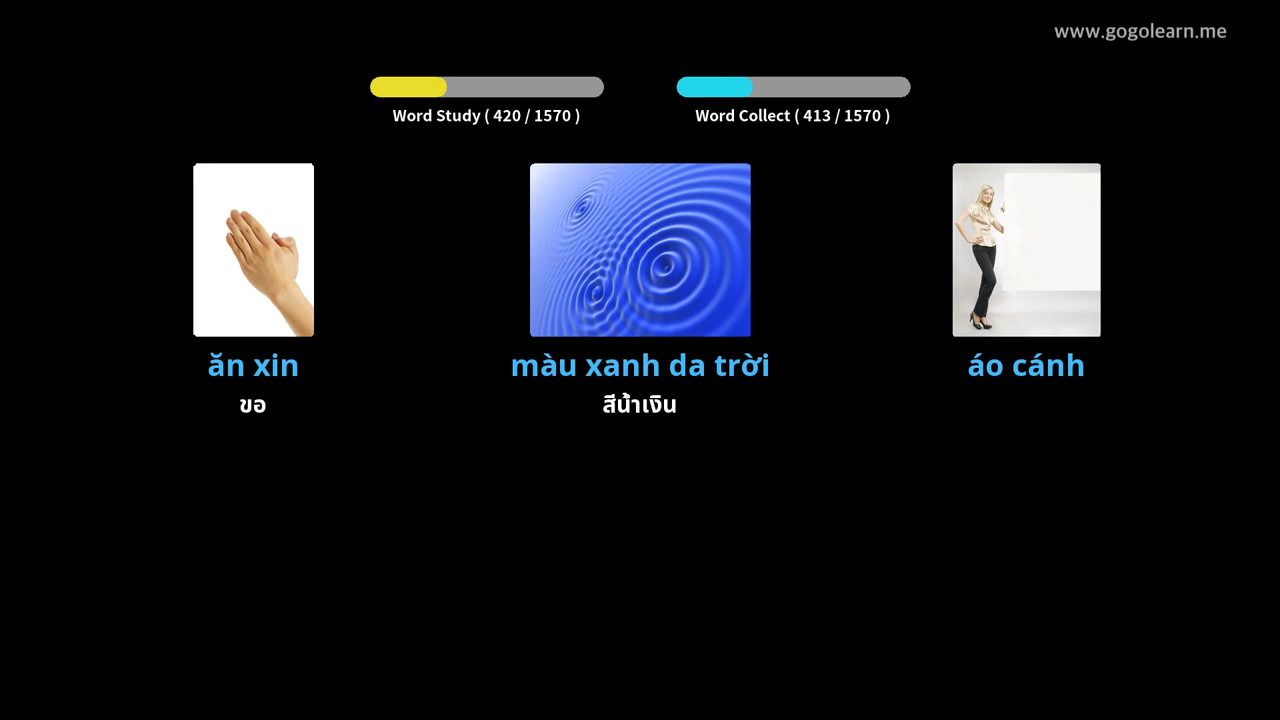 www.gogolearn.me
Word Study ( 420 / 1570 )
Word Collect ( 413 / 1570 )
ăn xin
màu xanh da trời
áo cánh
ขอ
สีน้ำเงิน